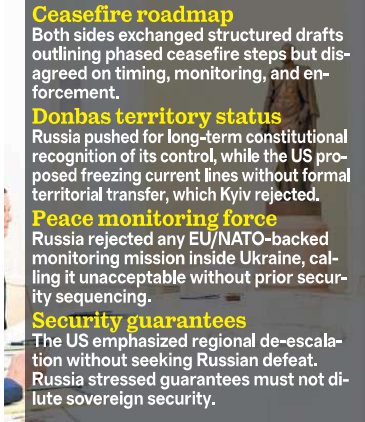 Ceasefire roadmap
Both sides exchanged structured drafts
outlining phased ceasefire steps but dis-
agreed on timing, monitoring, and en-
forcement.
Donbas territory status
Russia pushed for long-term constitutional
recognition of its control, while the US pro-
posed freezing current lines without formal
territorial transfer, which Kyiv rejected.
Peace monitoring force
Russia rejected any EU/NATO-backed
monitoring mission inside Ukraine, cal-
ling it unacceptable without prior secur-
ity sequencing.
Security guarantees
The US emphasized regional de-escala-
tion without seeking Russian defeat.
Russia stressed guarantees must not di-
lute sovereign security.